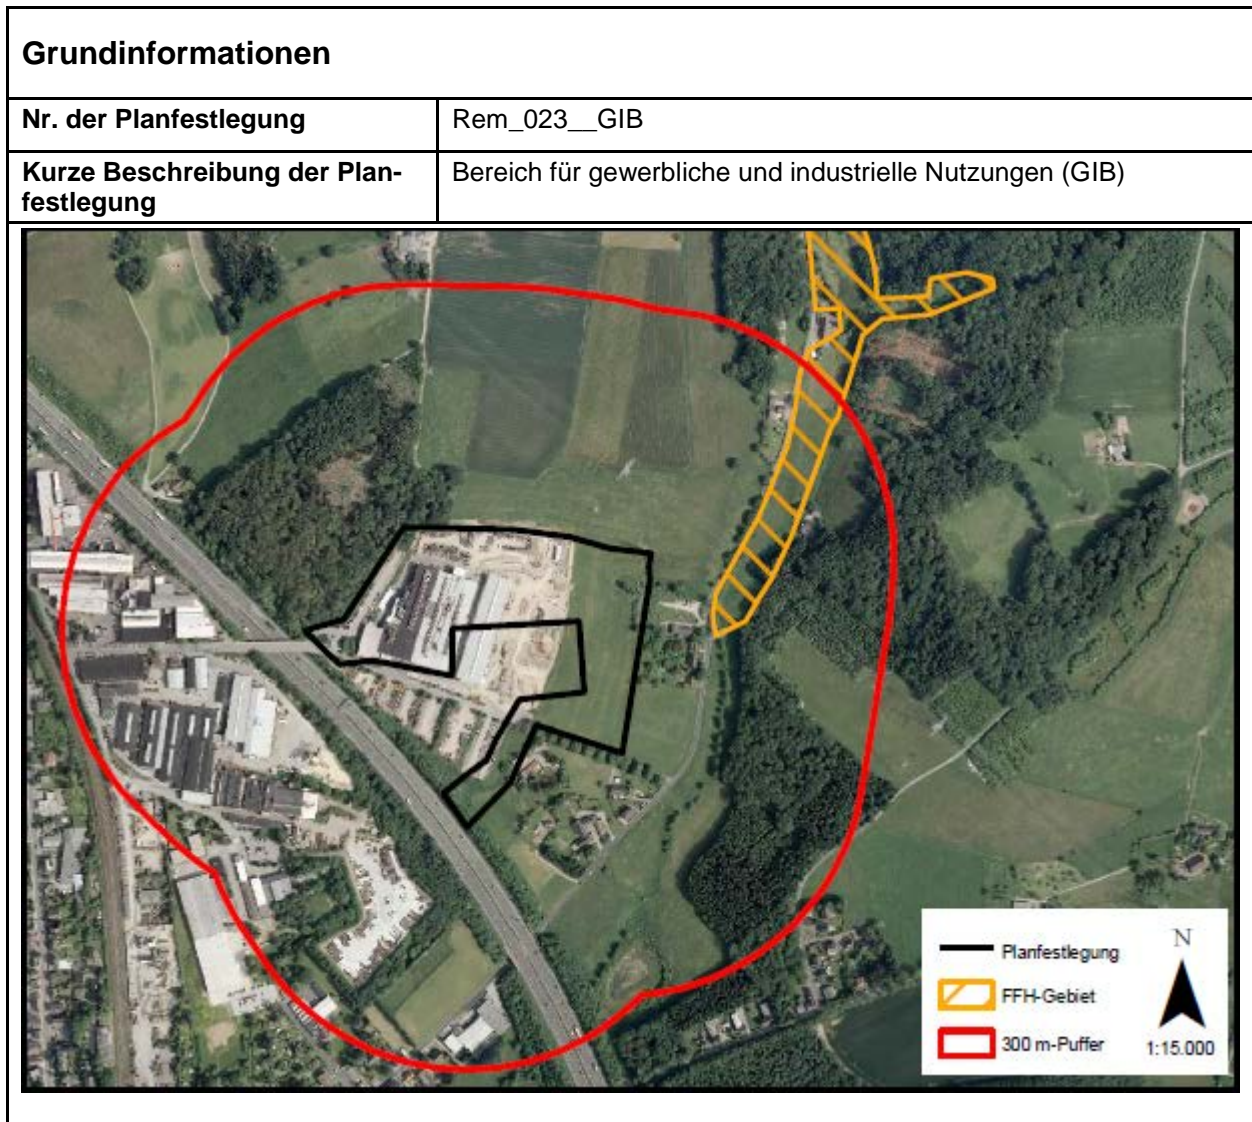 Grundinformationen
Nr. der Planfestlegung
Rem_023__GIB
Kurze Beschreibung der Plan-
festlegung
Bereich für gewerbliche und industrielle Nutzungen (GIB)
Planfestlegung
FFH-Gebiet
300 m-Puffer
N
1:15.000